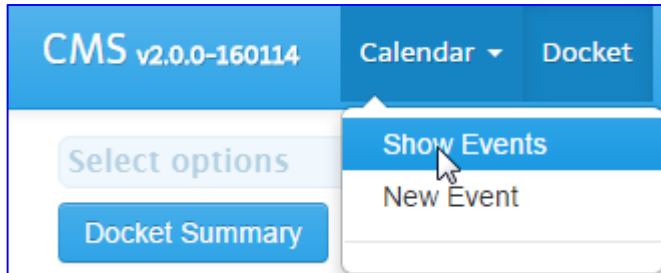 CMS v2.0.0-160114 Calendar Docket
Select options
Show Events
New Event
Docket Summary